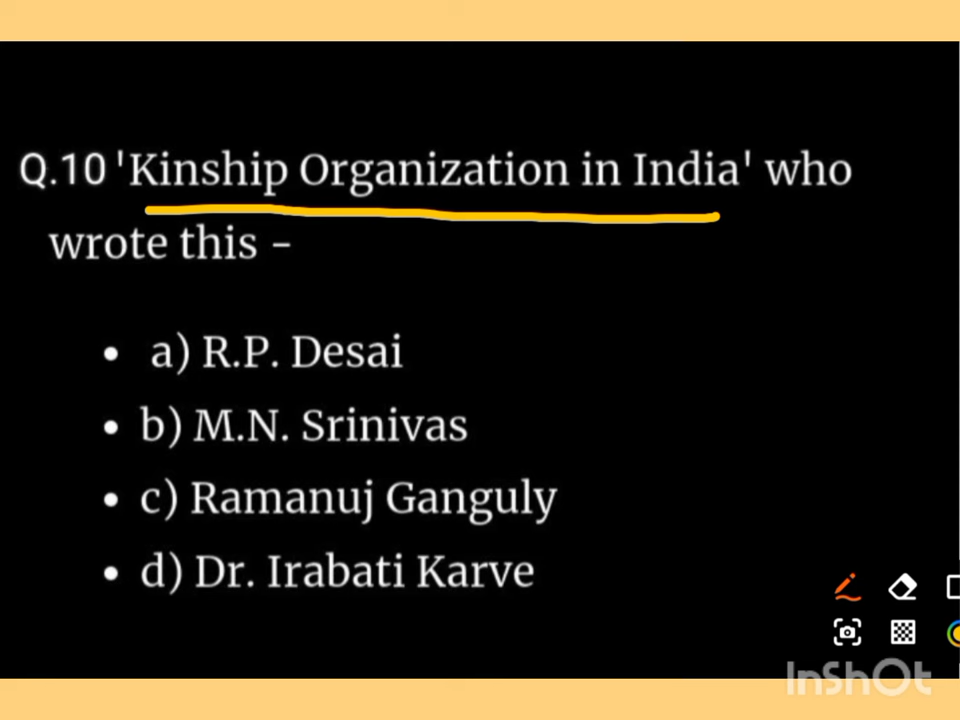 Q.10 'Kinship Organization in India' who
wrote this -
• a) R.P. Desai
• b) M.N. Srinivas
• c) Ramanuj Ganguly
• d) Dr. Irabati Karve
InShOt